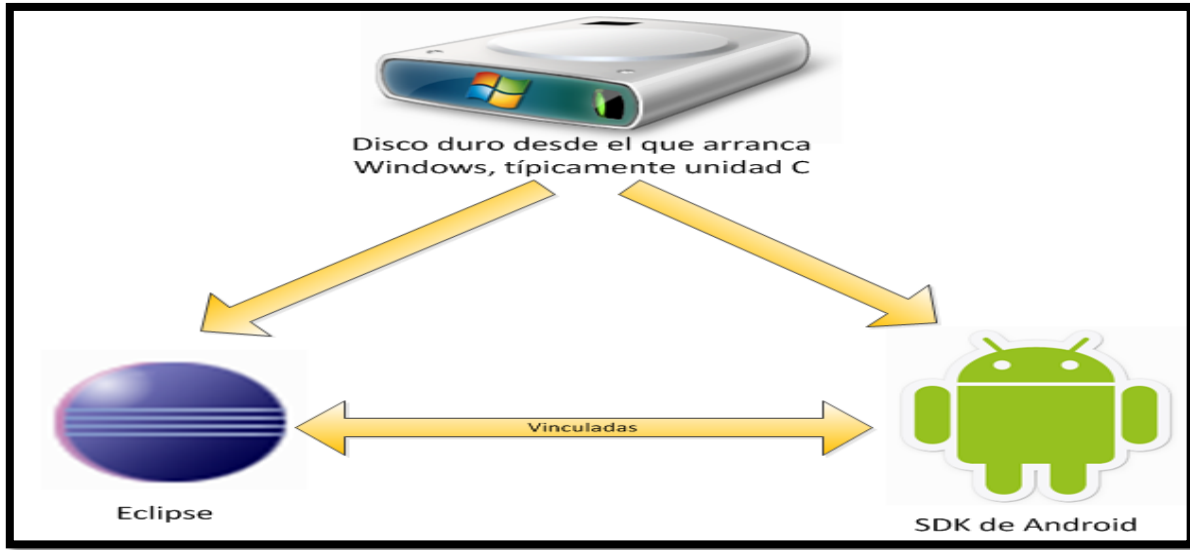 Disco duro desde el que arranca
Windows, típicamente unidad C
Vinculadas
Eclipse
SDK de Android